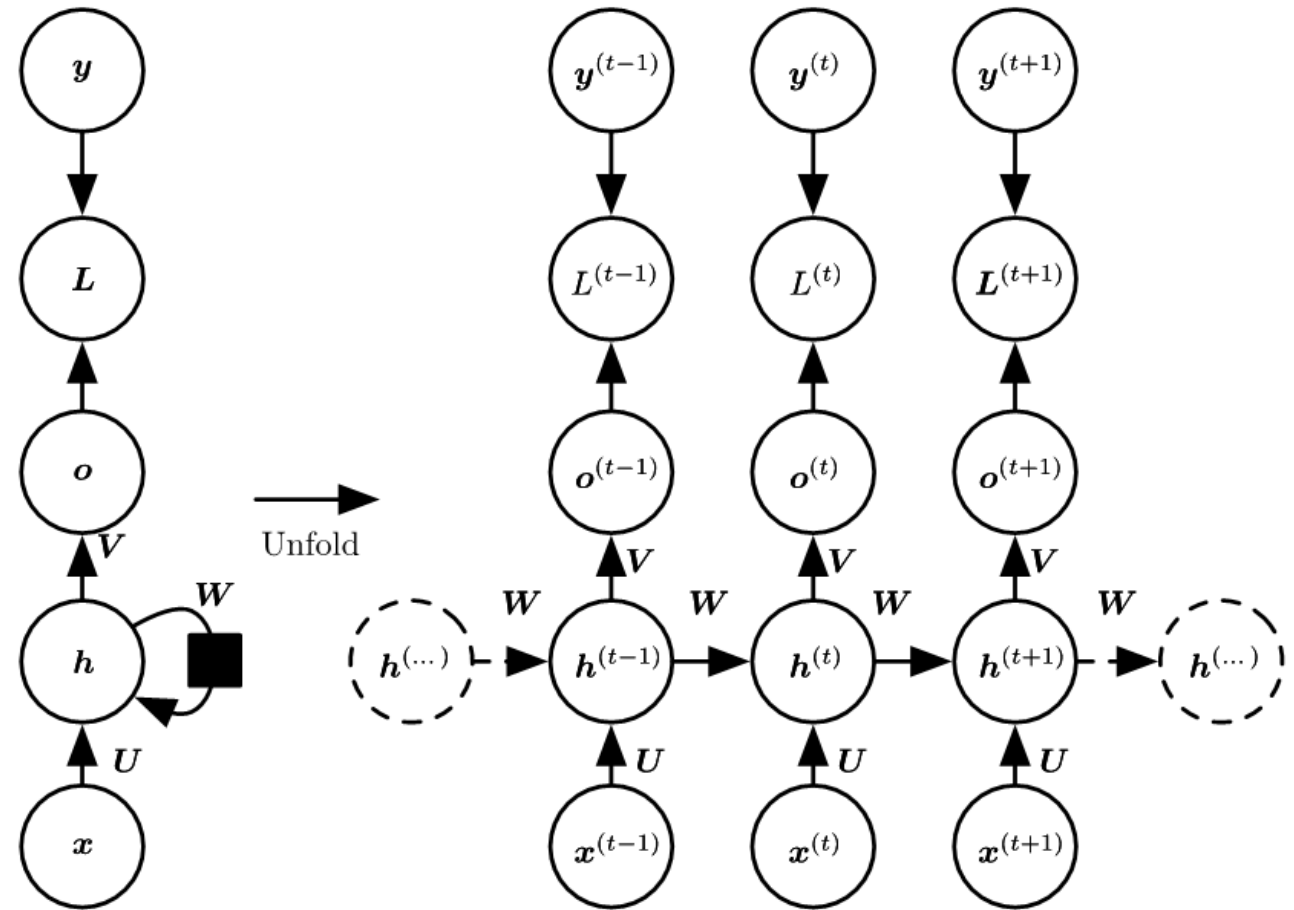 y y^(t−1) y^(t) y^(t+1)
L L^(t−1) L^(t) L^(t+1)
o o^(t−1) o^(t) o^(t+1)
Unfold
V V V V
W W W W W
h h^(...) h^(t−1) h^(t) h^(t+1) h^(...)
U U U U
x x^(t−1) x^(t) x^(t+1)